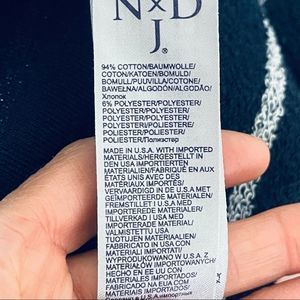 N×D
J®
94% COTTON/BAUMWOLLE/
COTON/KATOEN/BOMULD/
BOMULL/PUUVILLA/COTONE/
BAWEŁNA/ALGODÓN/ALGODÃO/
Хлопок
6% POLYESTER/POLYESTER/
POLYESTER/POLYESTER/
POLYESTER/POLYESTER/
POLYESTER/POLIESTERE/
POLIESTER/POLIÉSTER/
POLIÉSTER/Полиэстер
MADE IN U.S.A. WITH IMPORTED
MATERIALS/HERGESTELLT IN
DEN USA IMPORTIERTEN
MATERIALIEN/FABRIQUÉ EN AUX
ÉTATS UNIS AVEC DES
MATÉRIAUX IMPORTÉS/
VERVAARDIGD IN DE U.S.A MET
GEÏMPORTEERDE MATERIALEN/
FREMSTILLET I U.S.A MED
IMPORTEREDE MATERIALER/
TILLVERKAD I USA MED
IMPORTERADE MATERIAL/
VALMISTETTU USA
TUOTUJEN MATERIAALIEN/
FABBRICATO IN USA CON
MATERIALI IMPORTATI/
WYPRODUKOWANO W U.S.A. Z
MATERIAŁÓW IMPORTOWANYCH/
HECHO EN EE UU CON
MATERIALES IMPORTADOS/
FABRICADO NA EUA COM
MATERIAIS IMPORTADOS/
в U.S.A импортных